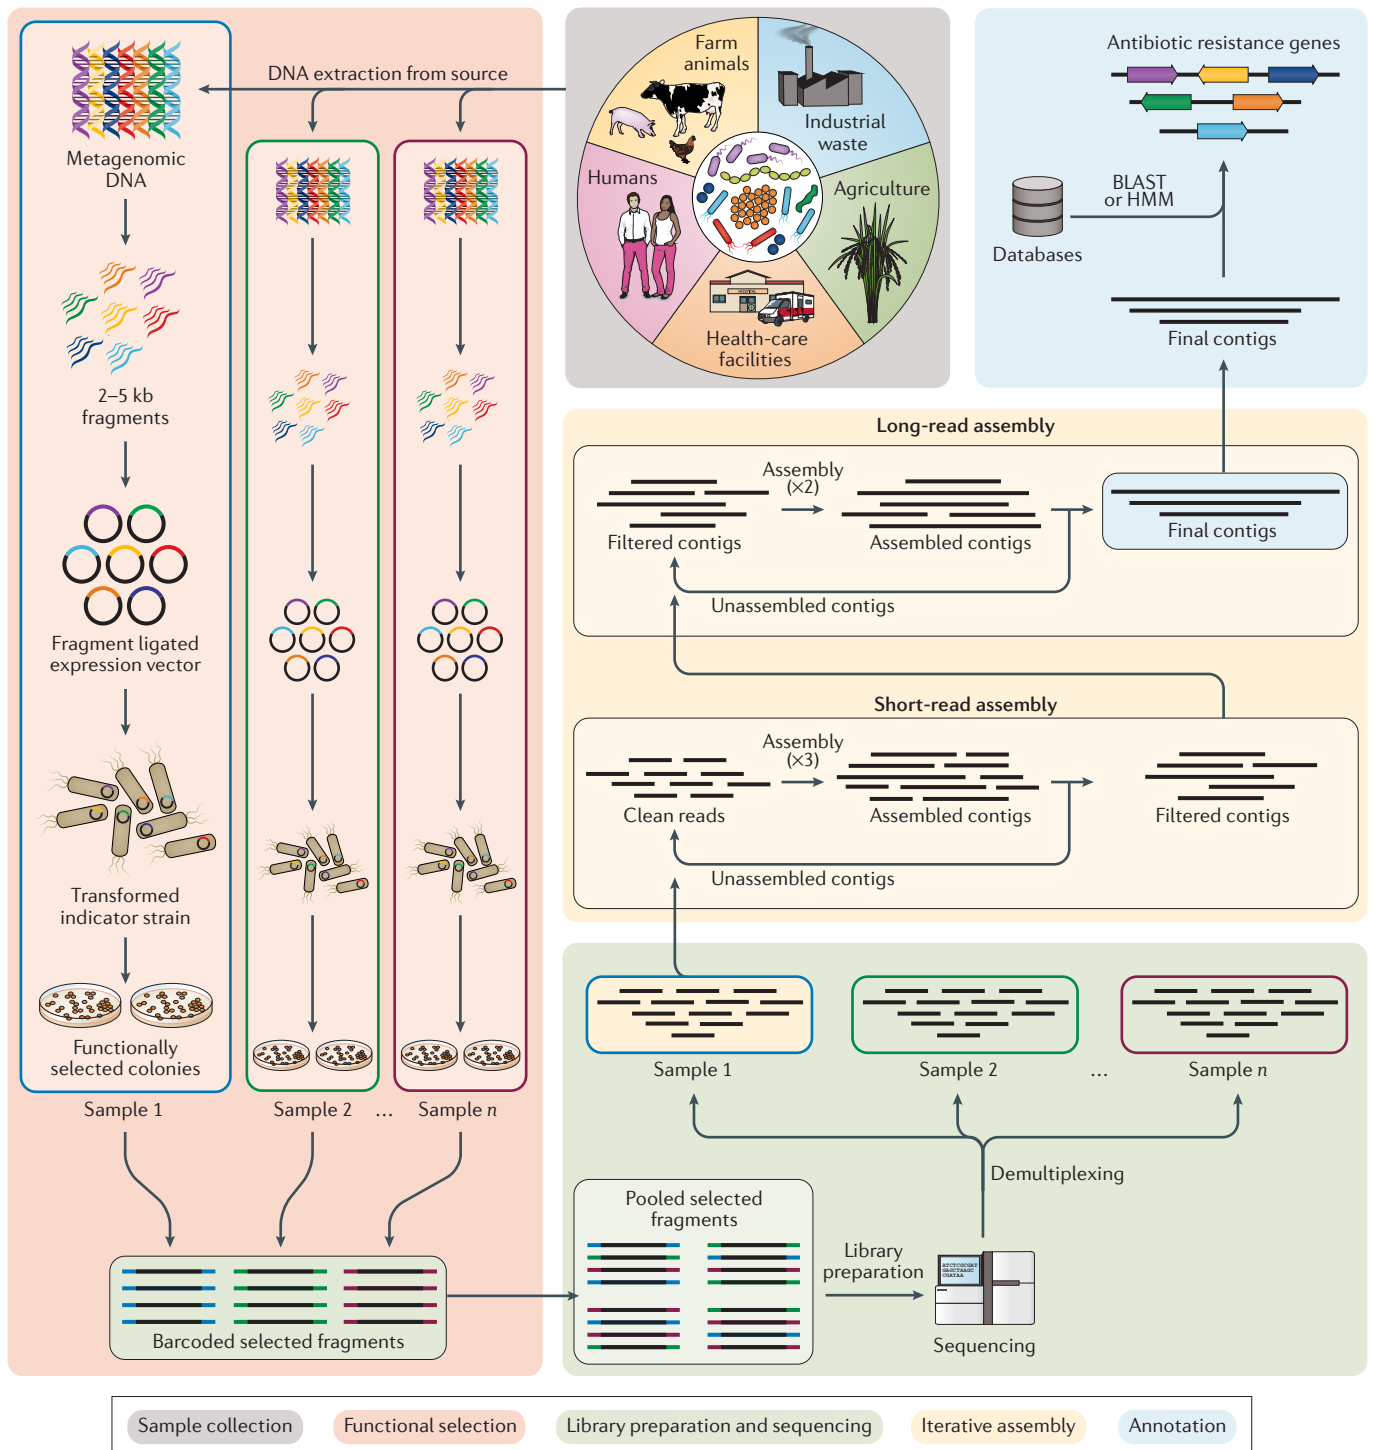 DNA extraction from source
Metagenomic
DNA
2–5 kb
fragments
Fragment ligated
expression vector
Transformed
indicator strain
Functionally
selected colonies
Sample 1
Sample 2
...
Sample n
Barcoded selected fragments
Farm
animals
Industrial
waste
Humans
Agriculture
HOSPITAL
Health-care
facilities
Antibiotic resistance genes
BLAST
or HMM
Databases
Final contigs
Long-read assembly
Assembly
(×2)
Filtered contigs
Assembled contigs
Final contigs
Unassembled contigs
Short-read assembly
Assembly
(×3)
Clean reads
Assembled contigs
Filtered contigs
Unassembled contigs
Sample 1
Sample 2
...
Sample n
Demultiplexing
Pooled selected
fragments
Library
preparation
ATCTCGCGAT
GAGCTAAGC
CGATAA
Sequencing
Sample collection
Functional selection
Library preparation and sequencing
Iterative assembly
Annotation